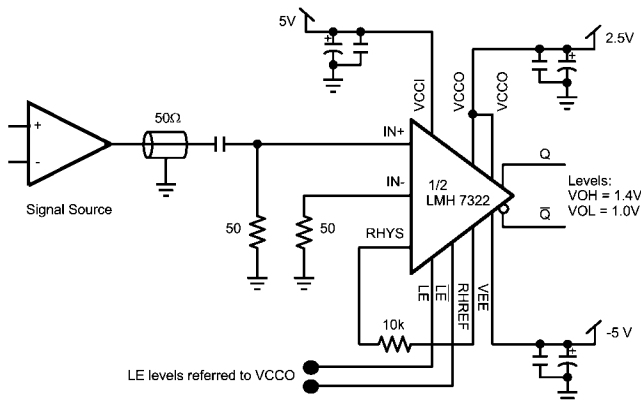 5V
2.5V
VCCI
VCCO
VCCO
50Ω
+
-
Signal Source
IN+
IN-
50
50
RHYS
1/2
LMH 7322
Q
Q̅
Levels:
VOH = 1.4V
VOL = 1.0V
LE
L̅E̅
RHREF
VEE
10k
-5 V
LE levels referred to VCCO
+
+
+